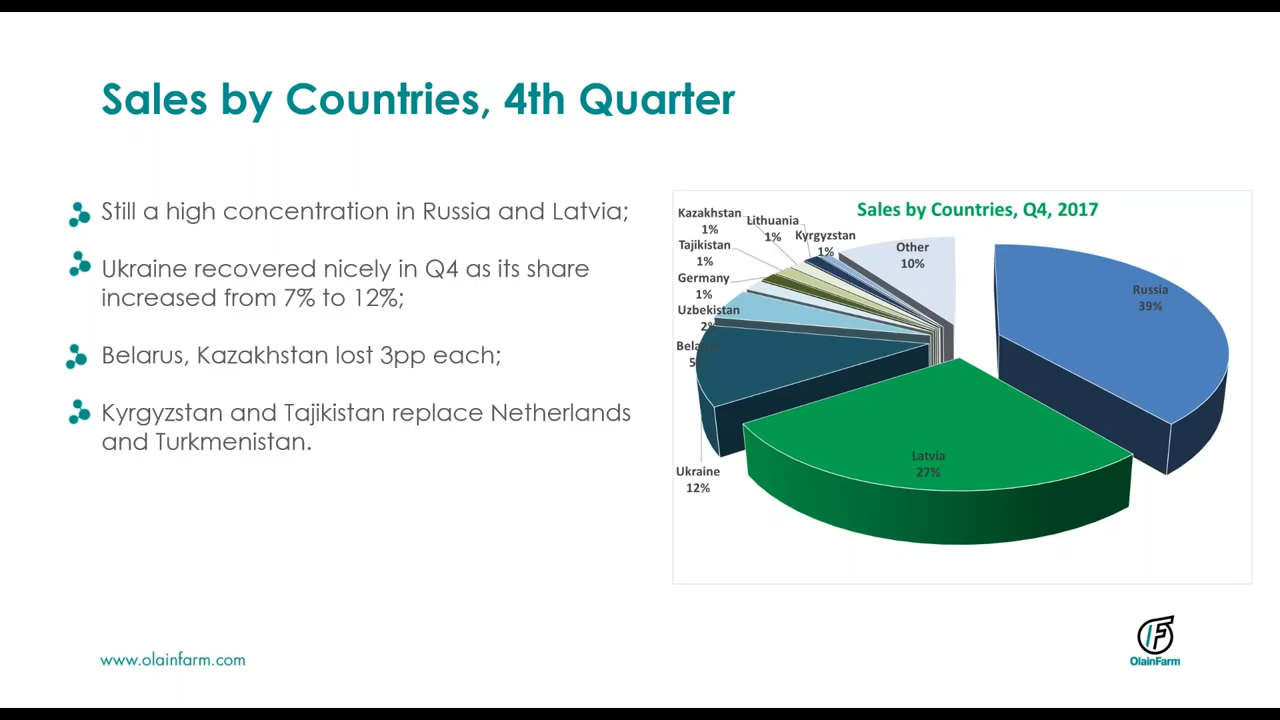 Sales by Countries, 4th Quarter
Still a high concentration in Russia and Latvia;
Ukraine recovered nicely in Q4 as its share
increased from 7% to 12%;
Belarus, Kazakhstan lost 3pp each;
Kyrgyzstan and Tajikistan replace Netherlands
and Turkmenistan.
Sales by Countries, Q4, 2017
Kazakhstan
1%
Lithuania
1%
Kyrgyzstan
1%
Other
10%
Tajikistan
1%
Germany
1%
Uzbekistan
2%
Belarus
5%
Ukraine
12%
Russia
39%
Latvia
27%
www.olainfarm.com
OlainFarm